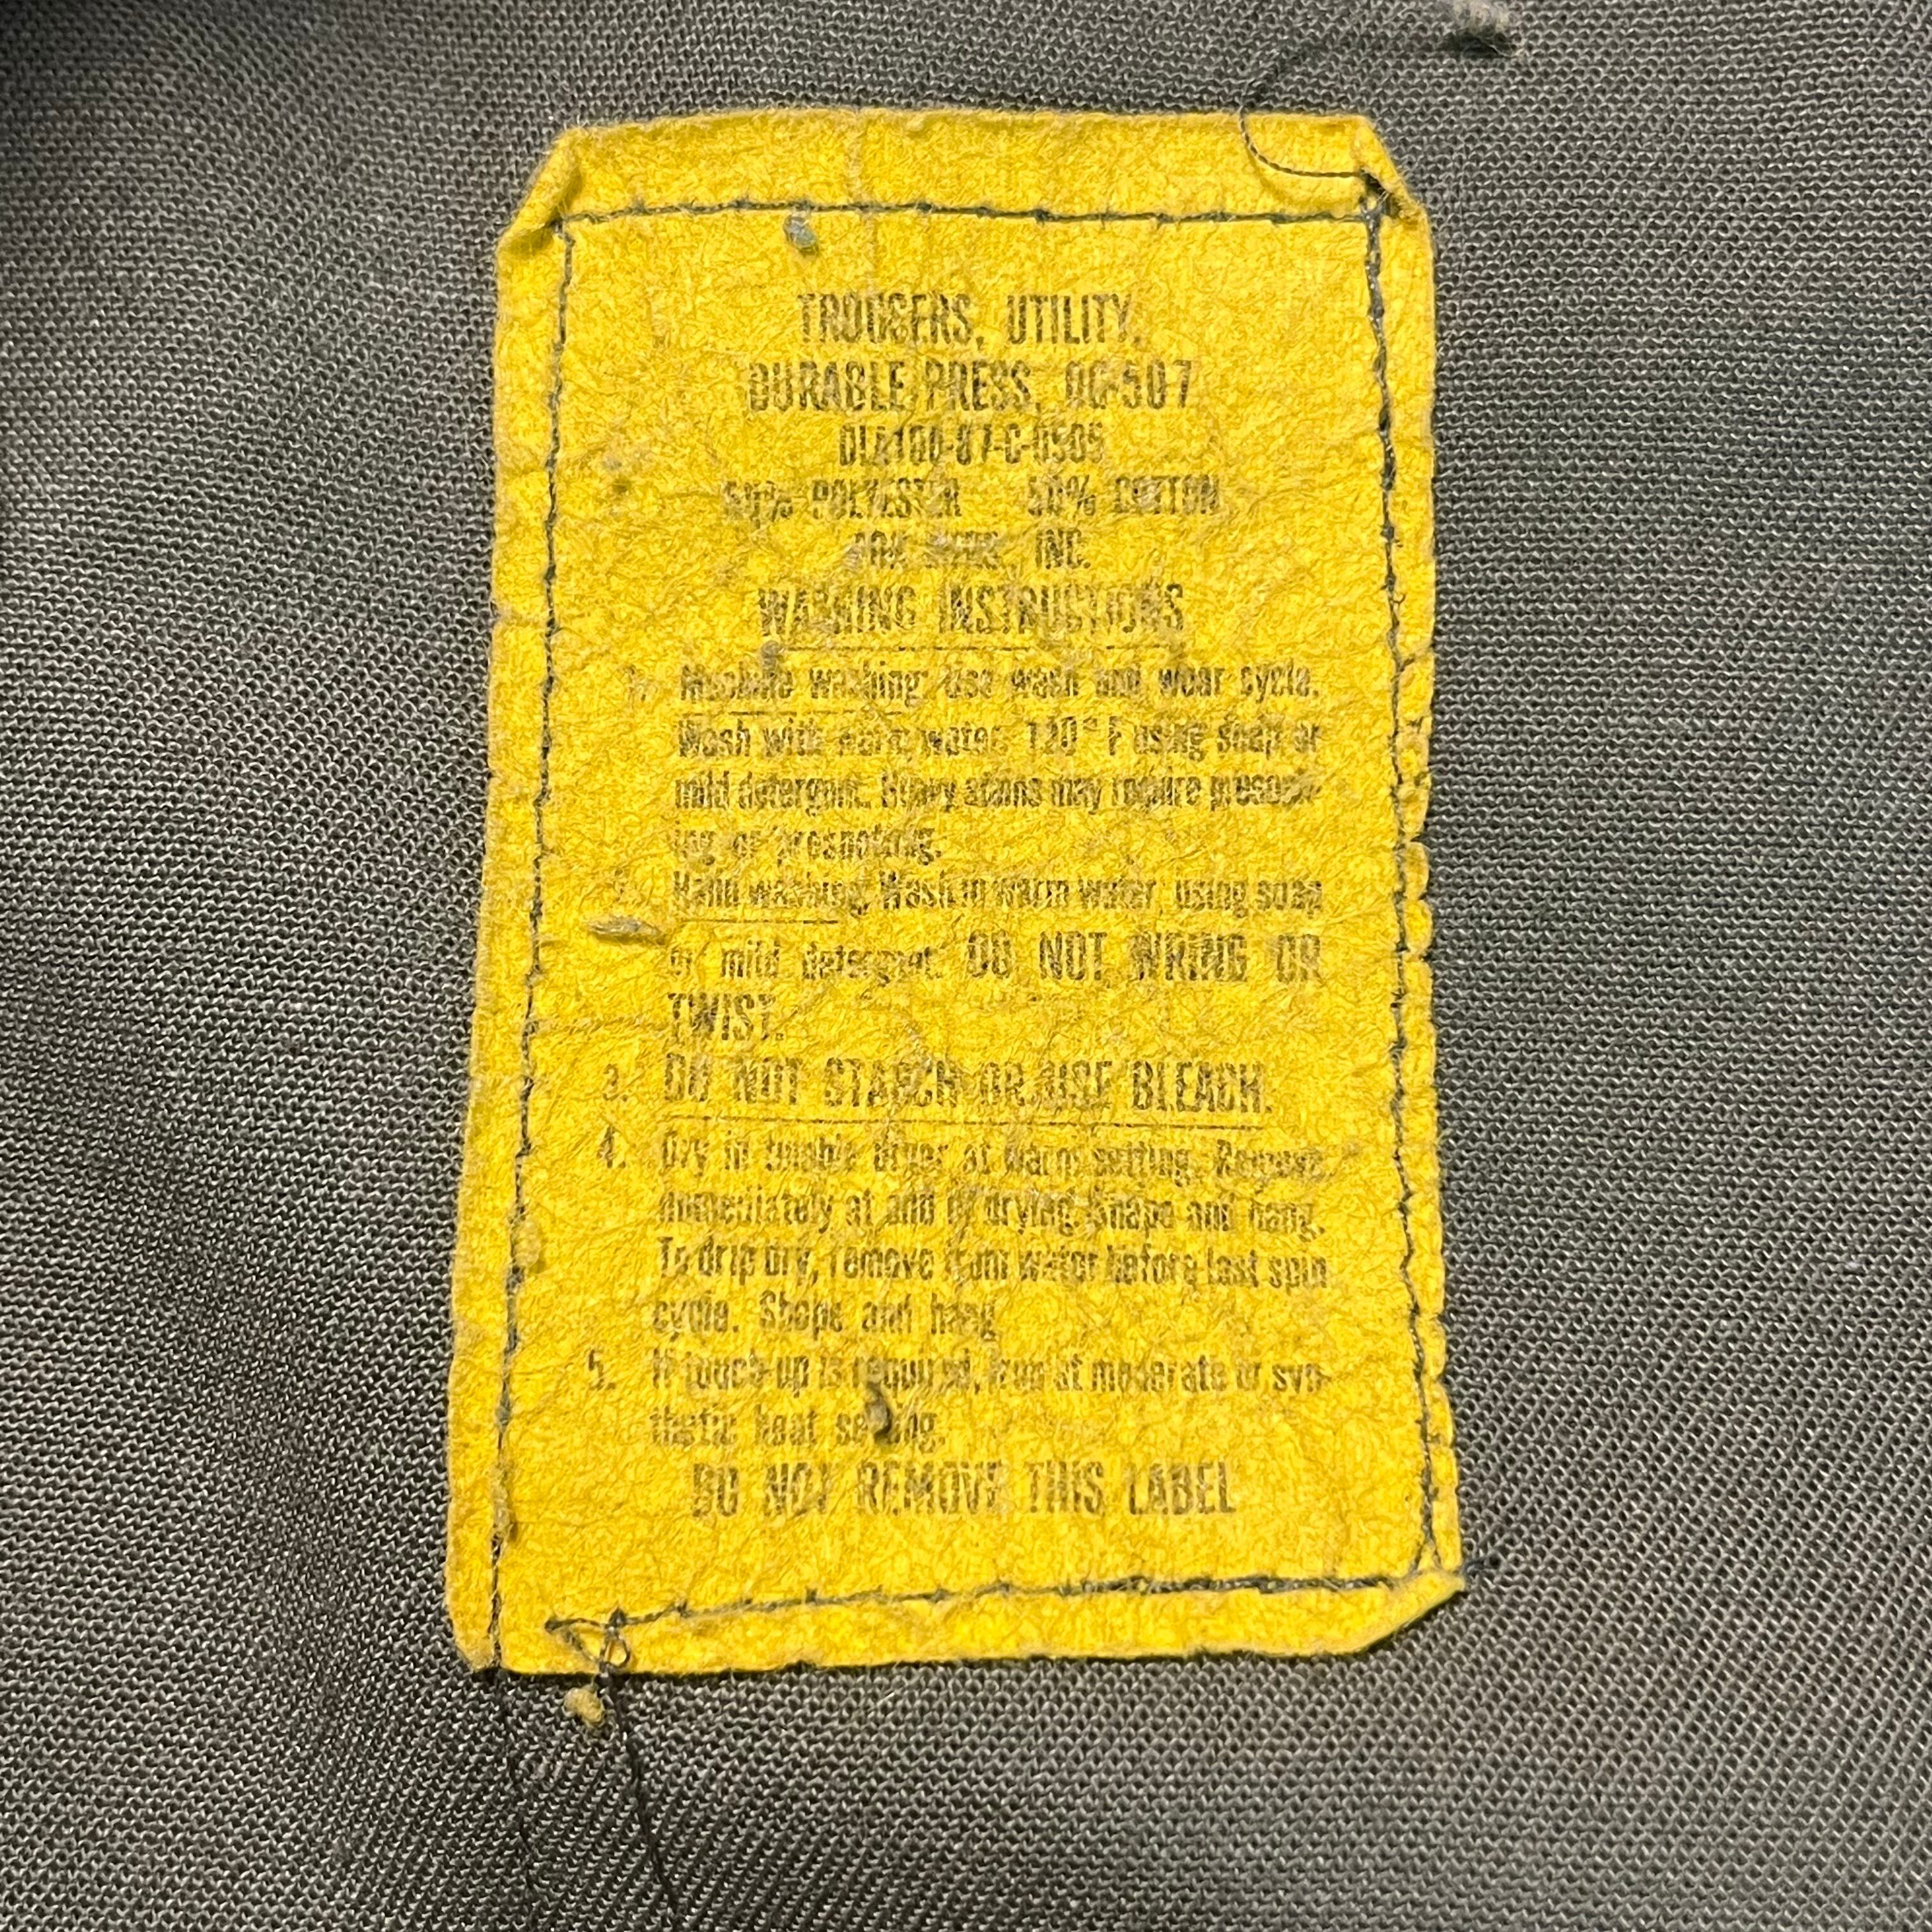 TROUSERS, UTILITY,
DURABLE PRESS, OG-507
DLA100-87-C-0505
50% POLYESTER 50% COTTON
INC.
WASHING INSTRUCTIONS
1. Machine washing: Use wash and wear cycle.
Wash with warm water 120° F using soap or
mild detergent. Heavy stains may require presoak-
ing or prespotting.
2. Hand washing: Wash in warm water using soap
or mild detergent. DO NOT WRING OR
TWIST.
3. DO NOT STARCH OR USE BLEACH.
4. Dry in tumble dryer at warm setting. Remove
immediately at end of drying. Shape and hang.
To drip dry, remove from water before last spin
cycle. Shape and hang
5. If touch-up is required, iron at moderate or syn-
thetic heat setting.
DO NOT REMOVE THIS LABEL